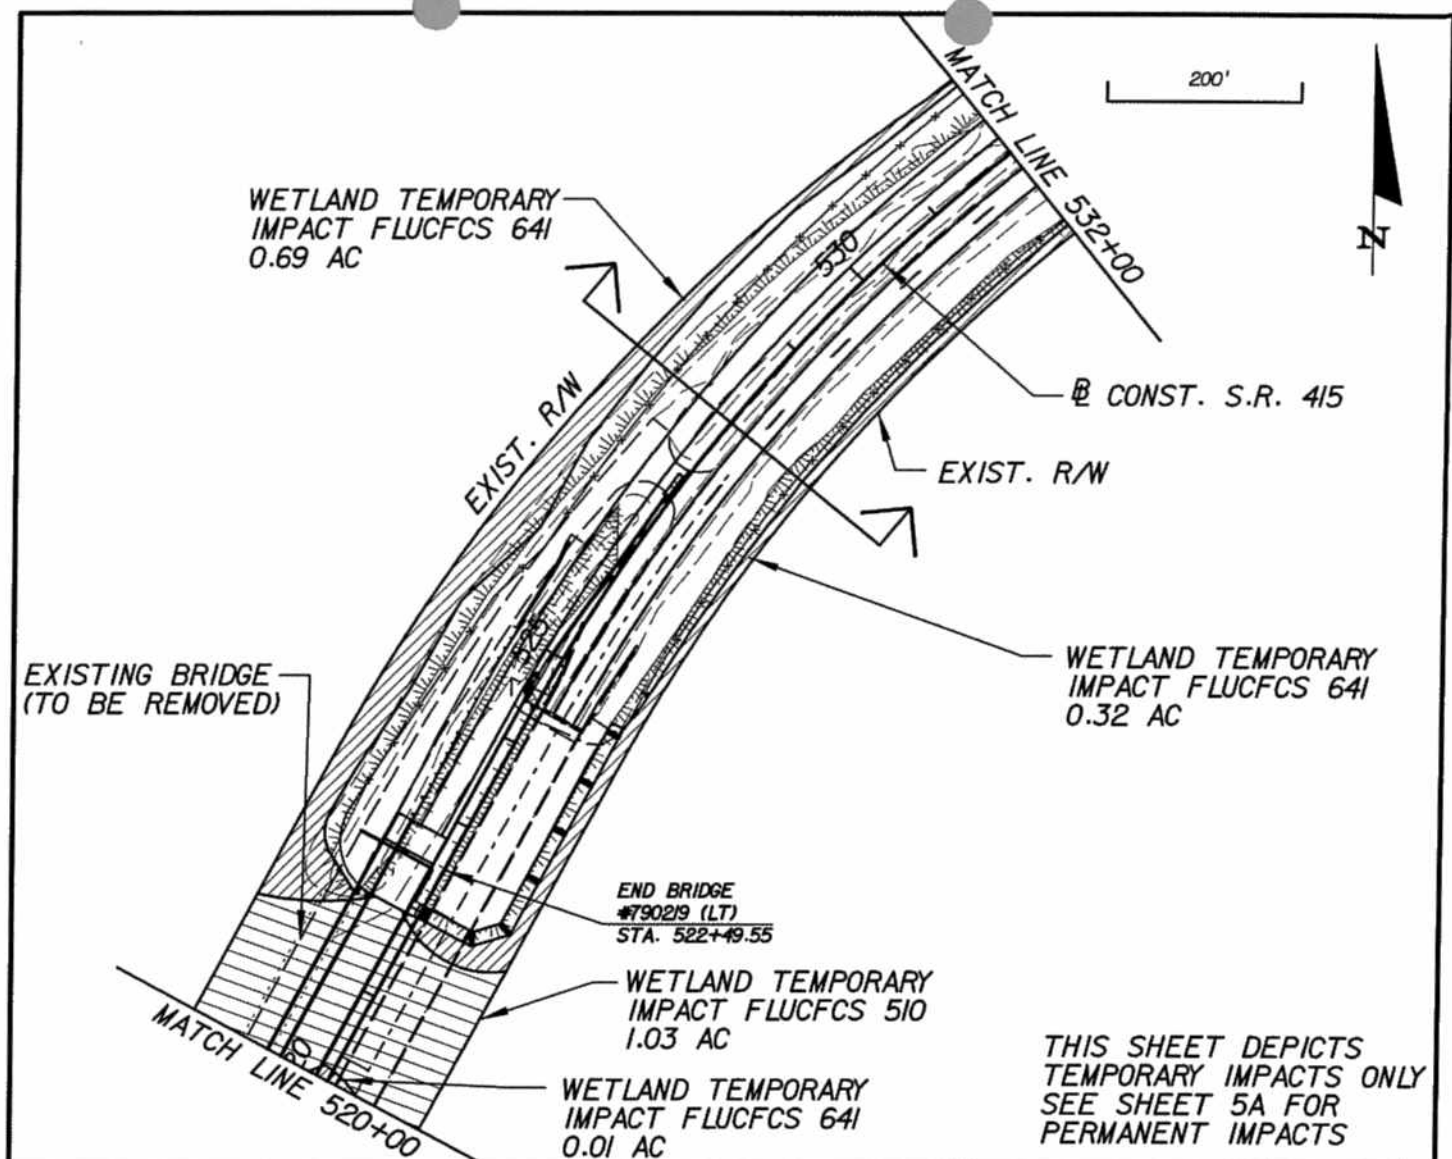 MATCH LINE 532+00
200'
N
WETLAND TEMPORARY
IMPACT FLUCFCS 641
0.69 AC
530
℄ CONST. S.R. 415
EXIST. R/W
EXIST. R/W
525
WETLAND TEMPORARY
IMPACT FLUCFCS 641
0.32 AC
EXISTING BRIDGE
(TO BE REMOVED)
END BRIDGE
#790219 (LT)
STA. 522+49.55
WETLAND TEMPORARY
IMPACT FLUCFCS 510
1.03 AC
MATCH LINE 520+00
WETLAND TEMPORARY
IMPACT FLUCFCS 641
0.01 AC
THIS SHEET DEPICTS
TEMPORARY IMPACTS ONLY
SEE SHEET 5A FOR
PERMANENT IMPACTS